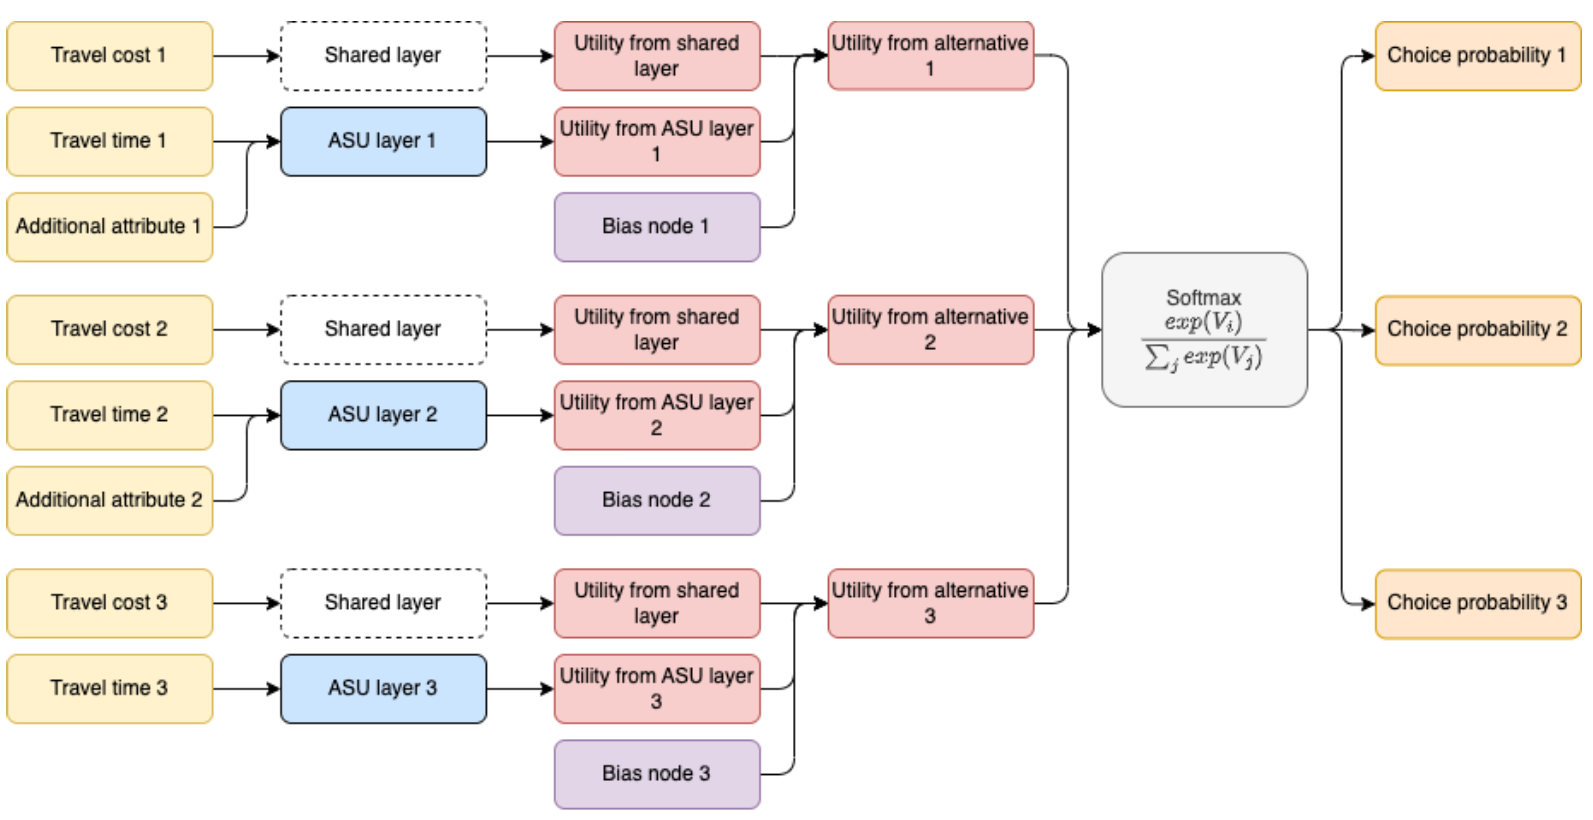 Travel cost 1
Shared layer
Utility from shared
layer
Utility from alternative
1
Choice probability 1
Travel time 1
ASU layer 1
Utility from ASU layer
1
Additional attribute 1
Bias node 1
Travel cost 2
Shared layer
Utility from shared
layer
Utility from alternative
2
Softmax
exp(V_i)
∑_j exp(V_j)
Choice probability 2
Travel time 2
ASU layer 2
Utility from ASU layer
2
Additional attribute 2
Bias node 2
Travel cost 3
Shared layer
Utility from shared
layer
Utility from alternative
3
Choice probability 3
Travel time 3
ASU layer 3
Utility from ASU layer
3
Bias node 3